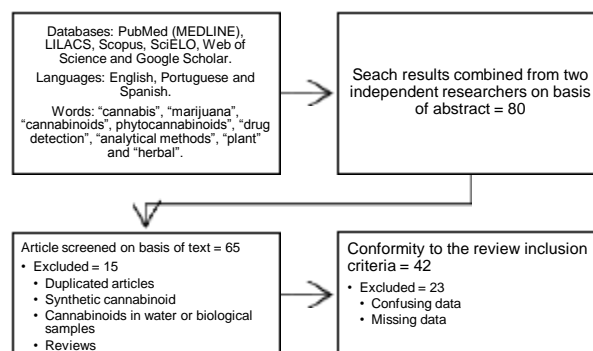 Databases: PubMed (MEDLINE),
LILACS, Scopus, SciELO, Web of
Science and Google Scholar.
Languages: English, Portuguese and
Spanish.
Words: “cannabis”, “marijuana”,
“cannabinoids”, phytocannabinoids”, “drug
detection”, “analytical methods”, “plant”
and “herbal”.
Seach results combined from two
independent researchers on basis
of abstract = 80
Article screened on basis of text = 65
• Excluded = 15
• Duplicated articles
• Synthetic cannabinoid
• Cannabinoids in water or biological
samples
• Reviews
Conformity to the review inclusion
criteria = 42
• Excluded = 23
• Confusing data
• Missing data